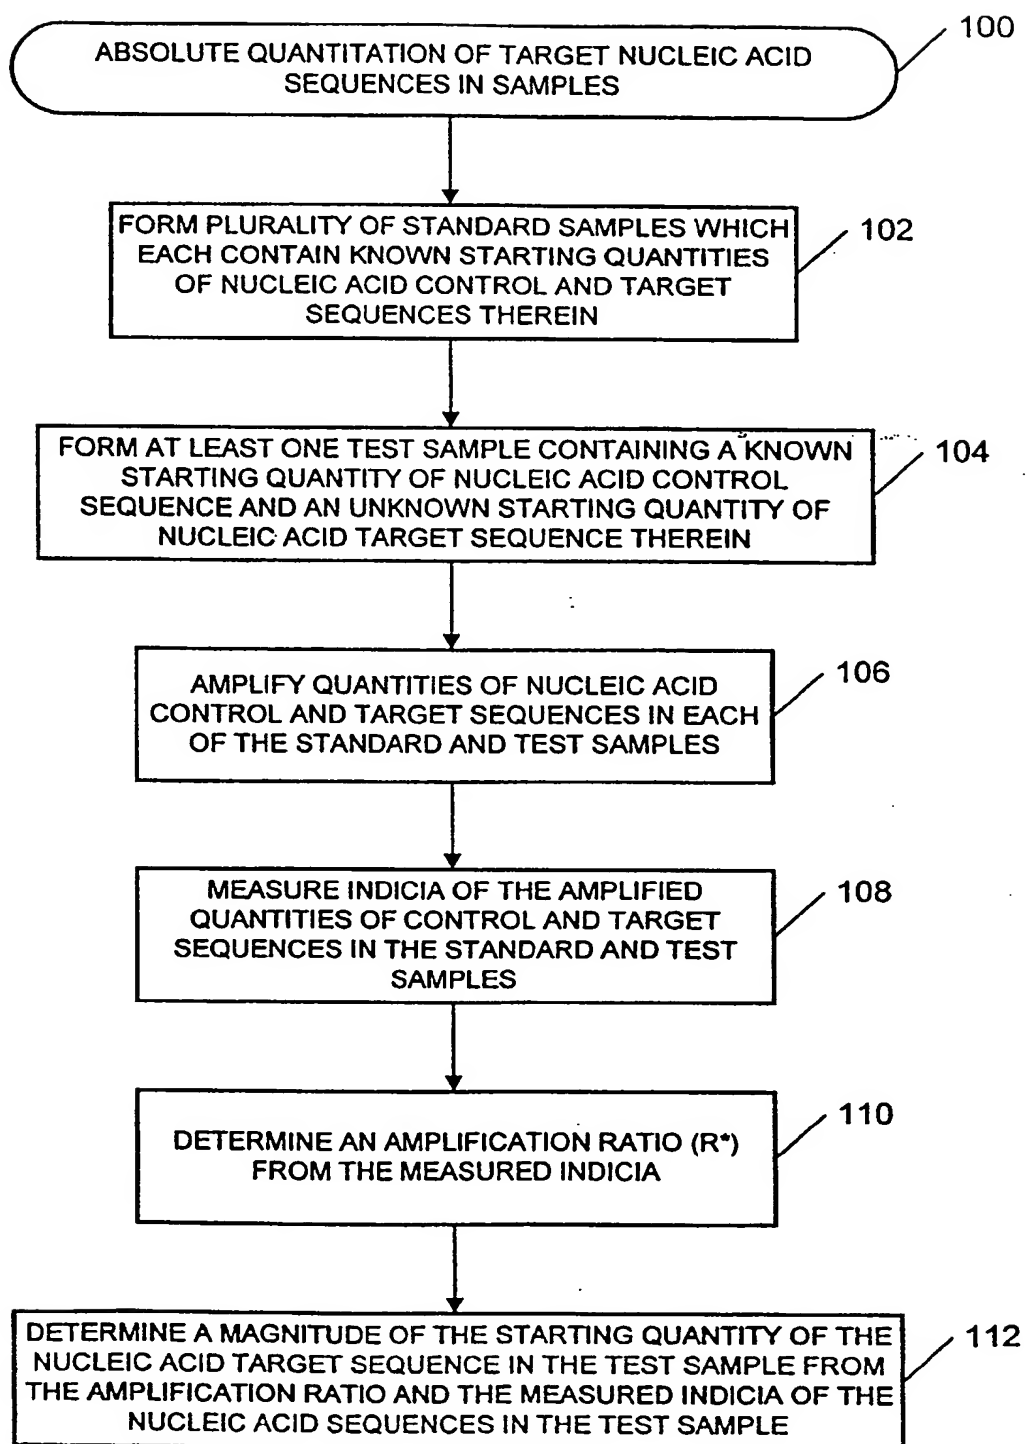 100
ABSOLUTE QUANTITATION OF TARGET NUCLEIC ACID
SEQUENCES IN SAMPLES
FORM PLURALITY OF STANDARD SAMPLES WHICH
EACH CONTAIN KNOWN STARTING QUANTITIES
OF NUCLEIC ACID CONTROL AND TARGET
SEQUENCES THEREIN
102
FORM AT LEAST ONE TEST SAMPLE CONTAINING A KNOWN
STARTING QUANTITY OF NUCLEIC ACID CONTROL
SEQUENCE AND AN UNKNOWN STARTING QUANTITY OF
NUCLEIC ACID TARGET SEQUENCE THEREIN
104
AMPLIFY QUANTITIES OF NUCLEIC ACID
CONTROL AND TARGET SEQUENCES IN EACH
OF THE STANDARD AND TEST SAMPLES
106
MEASURE INDICIA OF THE AMPLIFIED
QUANTITIES OF CONTROL AND TARGET
SEQUENCES IN THE STANDARD AND TEST
SAMPLES
108
DETERMINE AN AMPLIFICATION RATIO (R*)
FROM THE MEASURED INDICIA
110
DETERMINE A MAGNITUDE OF THE STARTING QUANTITY OF THE
NUCLEIC ACID TARGET SEQUENCE IN THE TEST SAMPLE FROM
THE AMPLIFICATION RATIO AND THE MEASURED INDICIA OF THE
NUCLEIC ACID SEQUENCES IN THE TEST SAMPLE
112